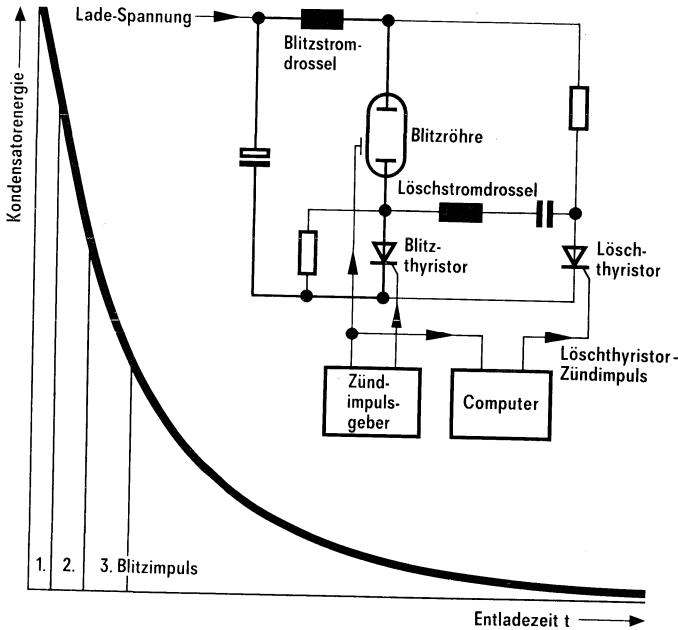 Lade-Spannung
Blitzstrom-
drossel
Kondensatorenergie
Blitzröhre
Löschstromdrossel
Blitz-
thyristor
Lösch-
thyristor
Löschthyristor-
Zündimpuls
Zünd-
impuls-
geber
Computer
1. 2. 3. Blitzimpuls
Entladezeit t